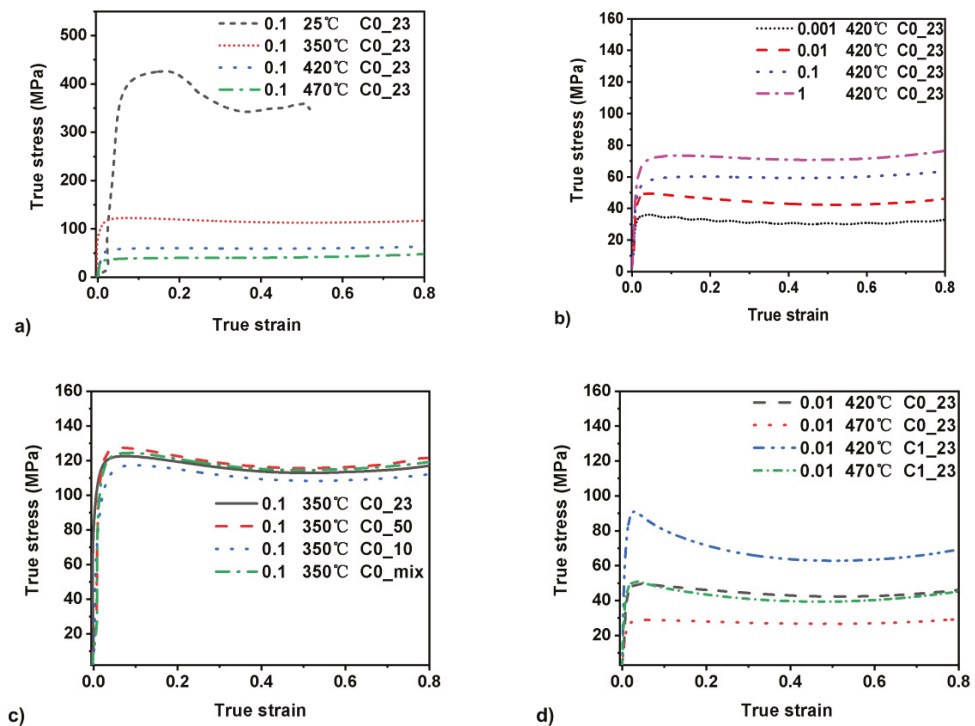 0.1 25℃ C0_23
0.1 350℃ C0_23
0.1 420℃ C0_23
0.1 470℃ C0_23
True stress (MPa)
500
400
300
200
100
0
0.0 0.2 0.4 0.6 0.8
True strain
a)
0.001 420℃ C0_23
0.01 420℃ C0_23
0.1 420℃ C0_23
1 420℃ C0_23
True stress (MPa)
160
140
120
100
80
60
40
20
0
0.0 0.2 0.4 0.6 0.8
True strain
b)
0.1 350℃ C0_23
0.1 350℃ C0_50
0.1 350℃ C0_10
0.1 350℃ C0_mix
True stress (MPa)
160
140
120
100
80
60
40
20
0.0 0.2 0.4 0.6 0.8
True strain
c)
0.01 420℃ C0_23
0.01 470℃ C0_23
0.01 420℃ C1_23
0.01 470℃ C1_23
True stress (MPa)
160
140
120
100
80
60
40
20
0.0 0.2 0.4 0.6 0.8
True strain
d)